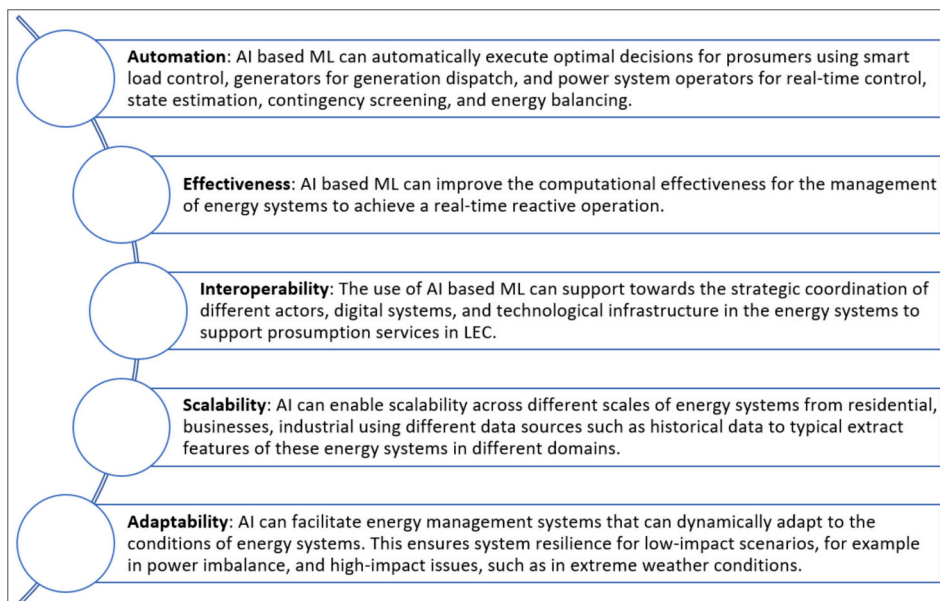 Automation: AI based ML can automatically execute optimal decisions for prosumers using smart
load control, generators for generation dispatch, and power system operators for real-time control,
state estimation, contingency screening, and energy balancing.
Effectiveness: AI based ML can improve the computational effectiveness for the management
of energy systems to achieve a real-time reactive operation.
Interoperability: The use of AI based ML can support towards the strategic coordination of
different actors, digital systems, and technological infrastructure in the energy systems to
support prosumption services in LEC.
Scalability: AI can enable scalability across different scales of energy systems from residential,
businesses, industrial using different data sources such as historical data to typical extract
features of these energy systems in different domains.
Adaptability: AI can facilitate energy management systems that can dynamically adapt to the
conditions of energy systems. This ensures system resilience for low-impact scenarios, for example
in power imbalance, and high-impact issues, such as in extreme weather conditions.